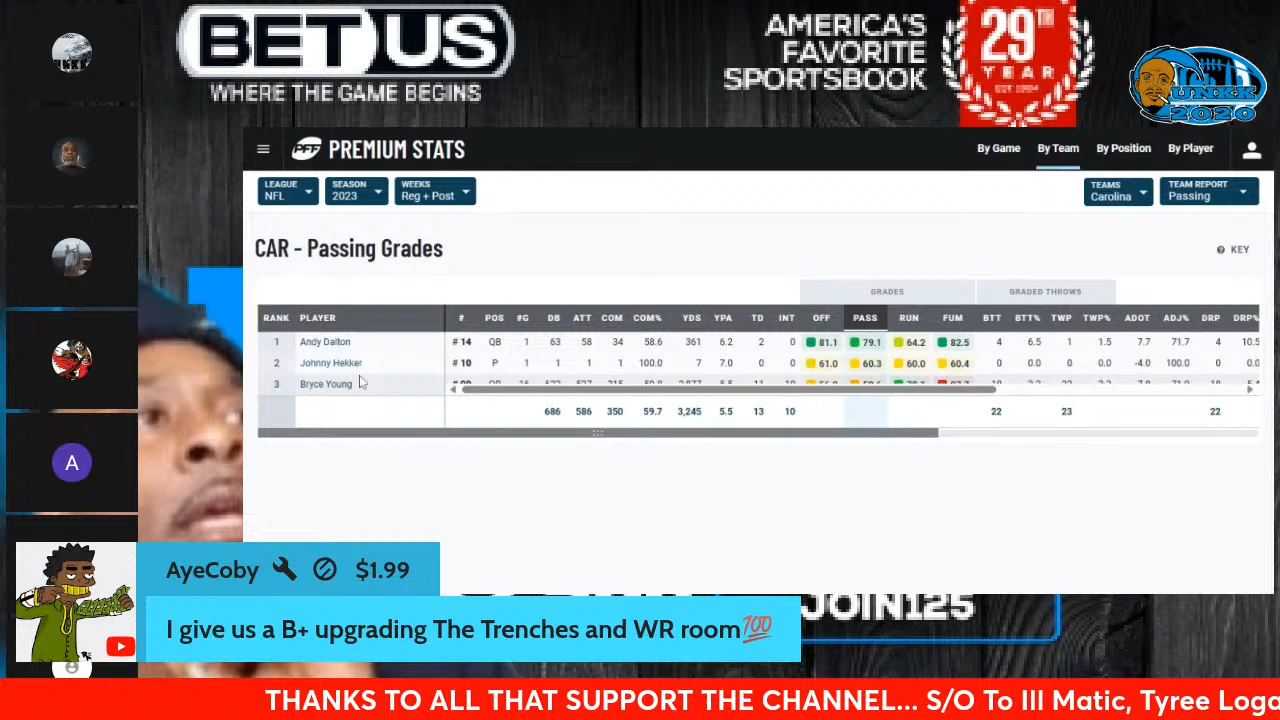 BETUS
WHERE THE GAME BEGINS
AMERICA'S
FAVORITE
SPORTSBOOK
29TH
YEAR
UNKK
2020
PFF PREMIUM STATS
By Game By Team By Position By Player
LEAGUE NFL
SEASON 2023
WEEKS Reg + Post
TEAMS Carolina
TEAM REPORT Passing
CAR - Passing Grades
KEY
GRADES GRADED THROWS
RANK PLAYER # POS #G DB ATT COM COM% YDS YPA TD INT OFF PASS RUN FUM BTT BTT% TWP TWP% ADOT ADJ% DRP DRP%
1 Andy Dalton # 14 QB 1 63 58 34 58.6 361 6.2 2 0 81.1 79.1 64.2 82.5 4 6.5 1 1.5 7.7 71.7 4 10.5
2 Johnny Hekker # 10 P 1 1 1 1 100.0 7 7.0 1 0 61.0 60.3 60.0 60.4 0 0.0 0 0.0 -4.0 100.0 0 0.0
3 Bryce Young
686 586 350 59.7 3,245 5.5 13 10 22 23 22
A
AyeCoby $1.99
I give us a B+ upgrading The Trenches and WR room💯
JOIN125
THANKS TO ALL THAT SUPPORT THE CHANNEL... S/O To Ill Matic, Tyree Loga